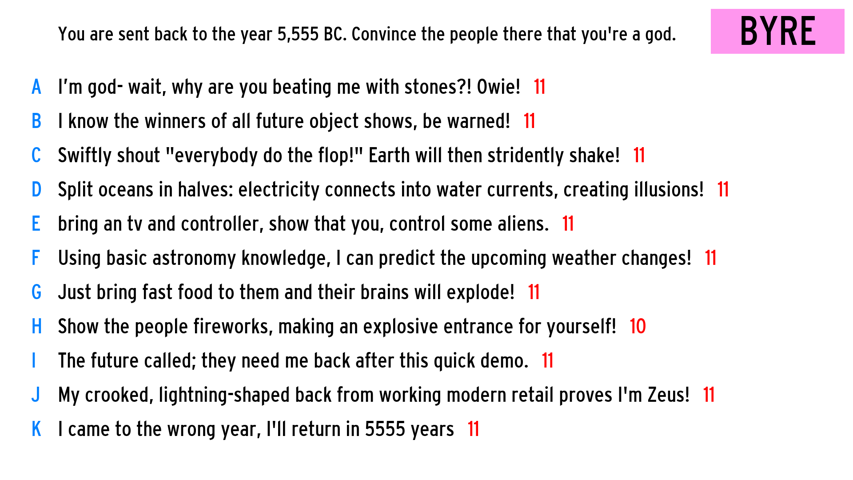 You are sent back to the year 5,555 BC. Convince the people there that you're a god.
BYRE
A I'm god- wait, why are you beating me with stones?! Owie! 11
B I know the winners of all future object shows, be warned! 11
C Swiftly shout "everybody do the flop!" Earth will then stridently shake! 11
D Split oceans in halves: electricity connects into water currents, creating illusions! 11
E bring an tv and controller, show that you, control some aliens. 11
F Using basic astronomy knowledge, I can predict the upcoming weather changes! 11
G Just bring fast food to them and their brains will explode! 11
H Show the people fireworks, making an explosive entrance for yourself! 10
I The future called; they need me back after this quick demo. 11
J My crooked, lightning-shaped back from working modern retail proves I'm Zeus! 11
K I came to the wrong year, I'll return in 5555 years 11